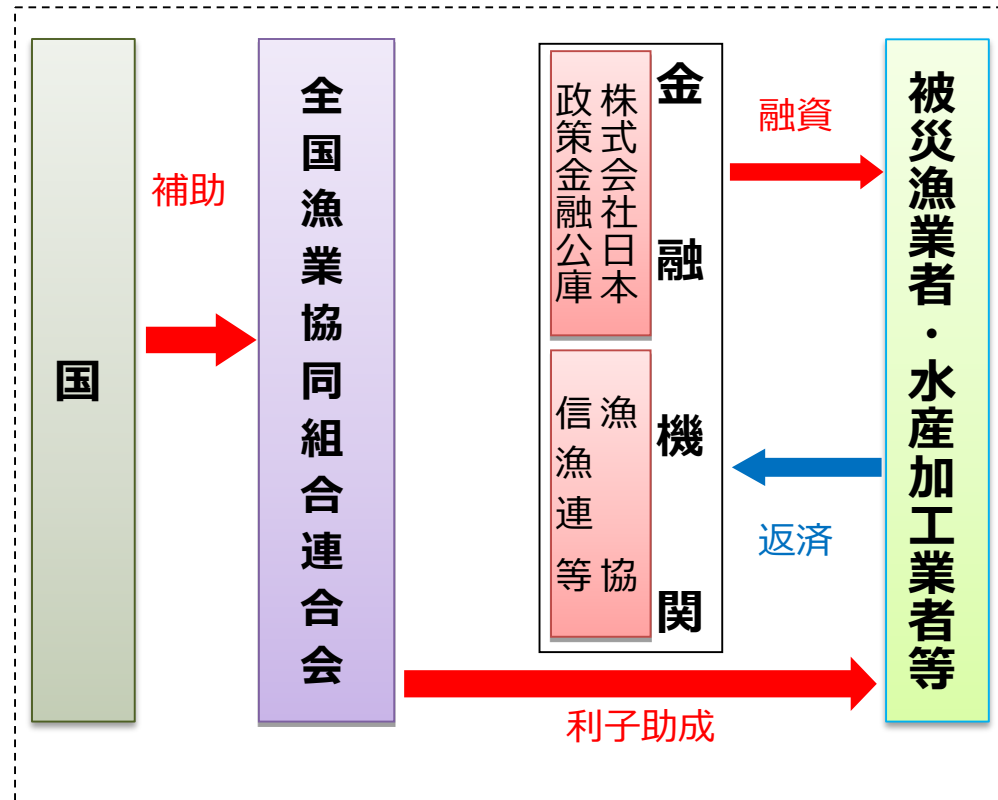 国
補助
全国漁業協同組合連合会
金融機関
株式会社日本
政策金融公庫
漁協
信漁連等
融資
返済
利子助成
被災漁業者・水産加工業者等